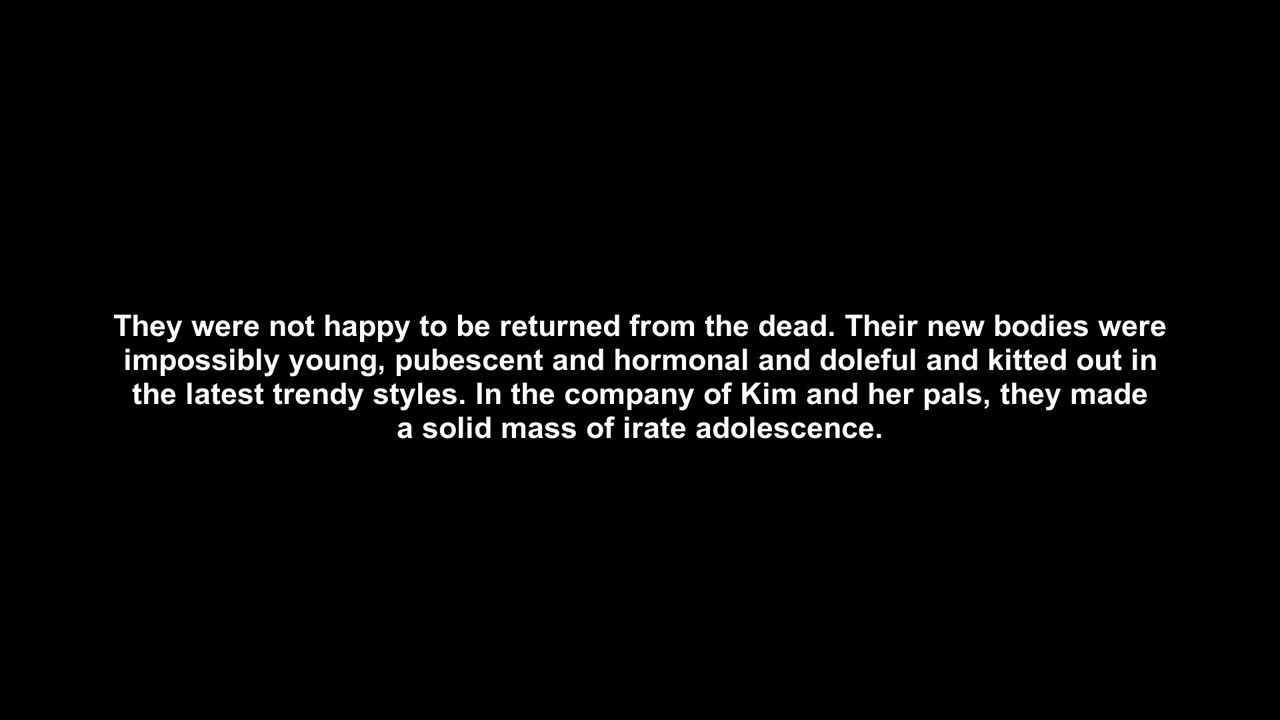 They were not happy to be returned from the dead. Their new bodies were
impossibly young, pubescent and hormonal and doleful and kitted out in
the latest trendy styles. In the company of Kim and her pals, they made
a solid mass of irate adolescence.